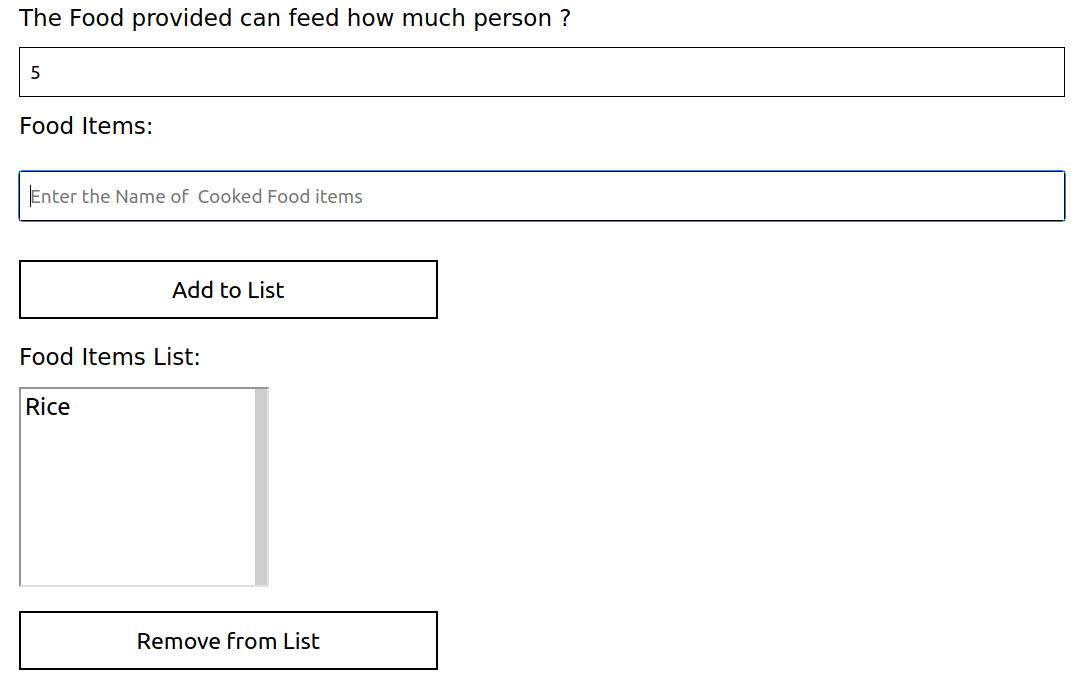 The Food provided can feed how much person ?
5
Food Items:
Enter the Name of  Cooked Food items
Add to List
Food Items List:
Rice
Remove from List